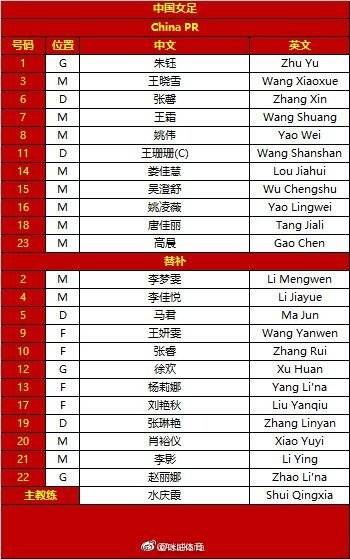 中国女足
China PR
号码 位置 中文 英文
1 G 朱钰 Zhu Yu
3 M 王晓雪 Wang Xiaoxue
6 D 张馨 Zhang Xin
7 M 王霜 Wang Shuang
8 M 姚伟 Yao Wei
11 D 王珊珊(C) Wang Shanshan
14 M 娄佳慧 Lou Jiahui
15 M 吴澄舒 Wu Chengshu
16 M 姚凌薇 Yao Lingwei
18 M 唐佳丽 Tang Jiali
23 M 高晨 Gao Chen
替补
2 M 李梦雯 Li Mengwen
4 M 李佳悦 Li Jiayue
5 D 马君 Ma Jun
9 F 王妍雯 Wang Yanwen
10 F 张睿 Zhang Rui
12 G 徐欢 Xu Huan
13 F 杨莉娜 Yang Li'na
17 F 刘艳秋 Liu Yanqiu
19 D 张琳艳 Zhang Linyan
20 M 肖裕仪 Xiao Yuyi
21 M 李影 Li Ying
22 G 赵丽娜 Zhao Li'na
主教练 水庆霞 Shui Qingxia
@咪咕体育